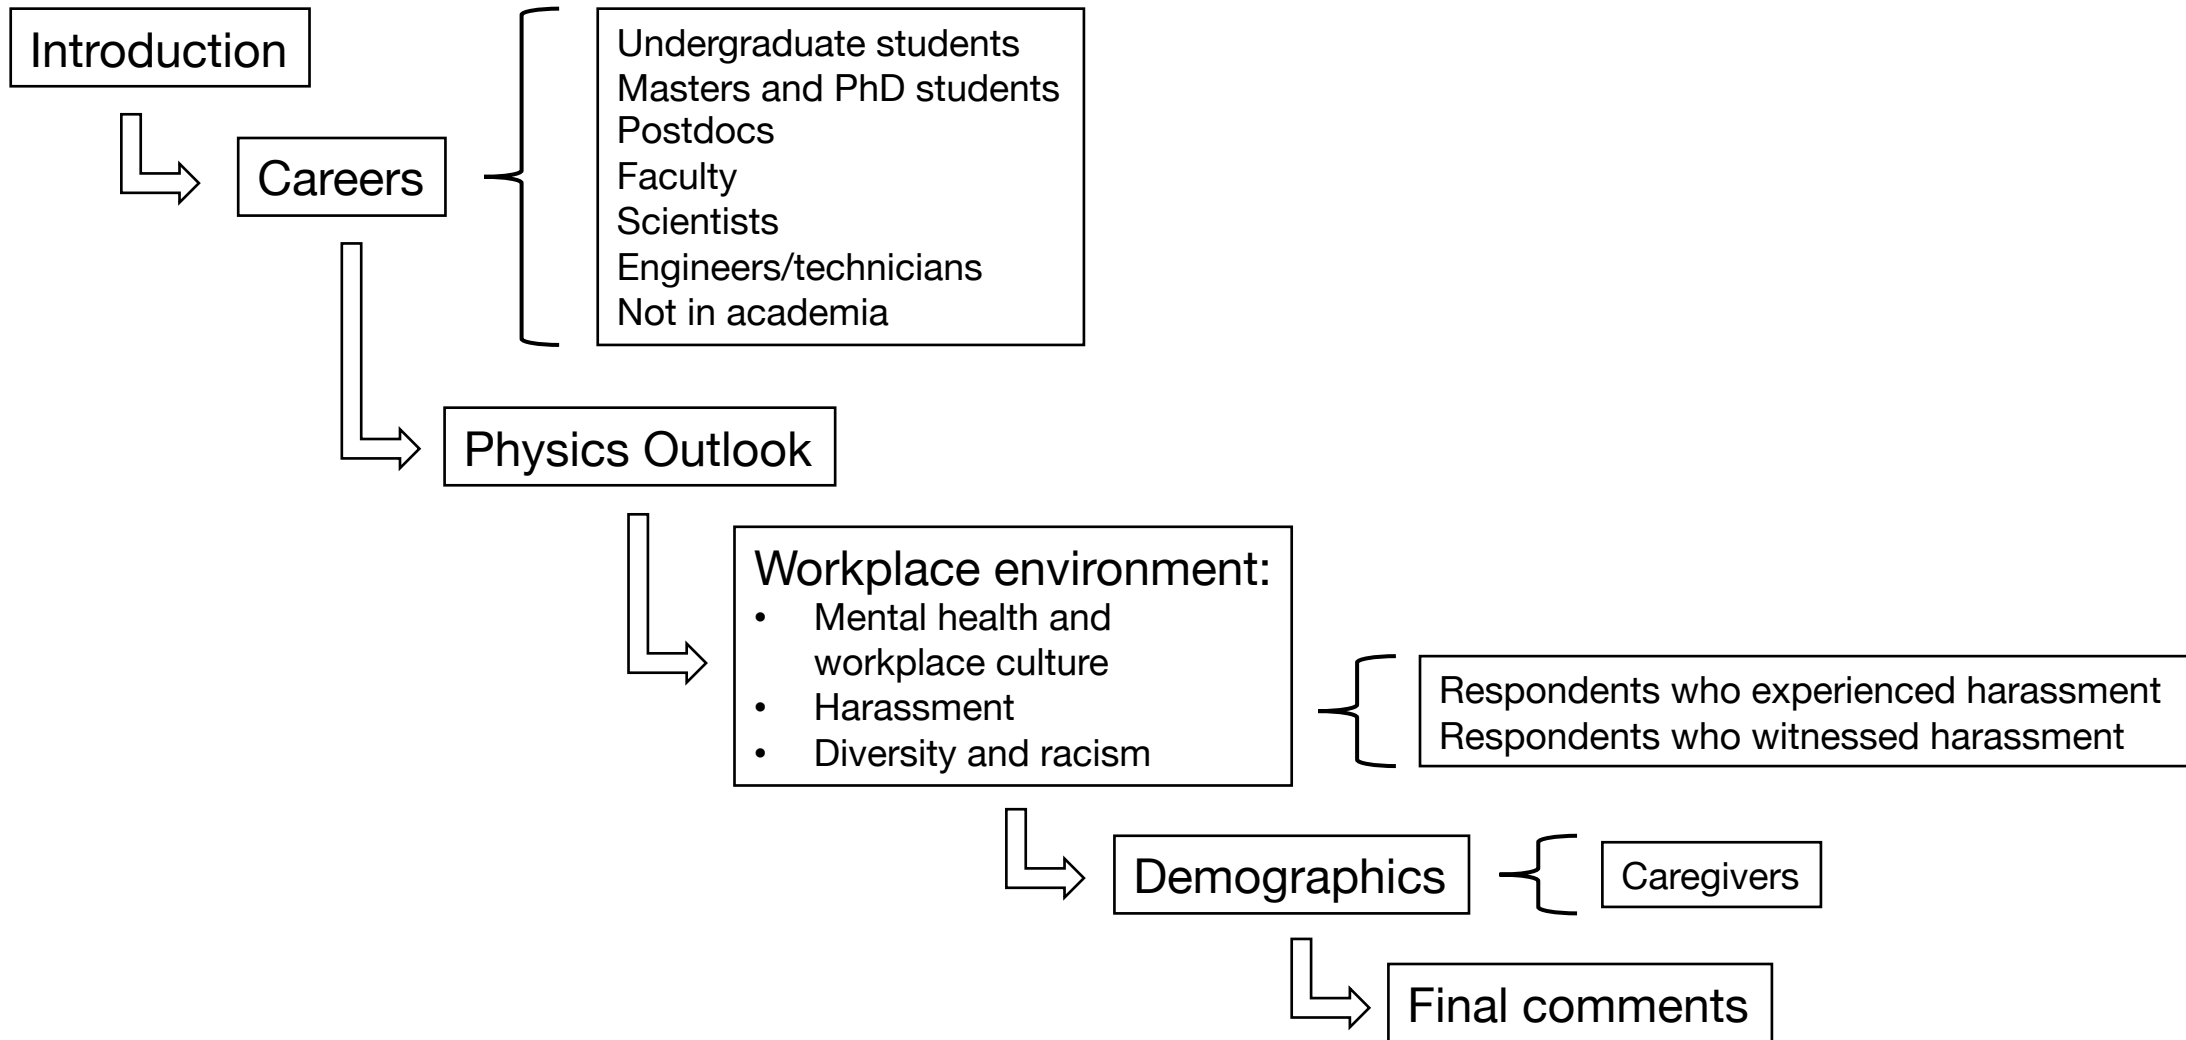 Introduction
Careers
Undergraduate students
Masters and PhD students
Postdocs
Faculty
Scientists
Engineers/technicians
Not in academia
Physics Outlook
Workplace environment:
• Mental health and
workplace culture
• Harassment
• Diversity and racism
Respondents who experienced harassment
Respondents who witnessed harassment
Demographics
Caregivers
Final comments